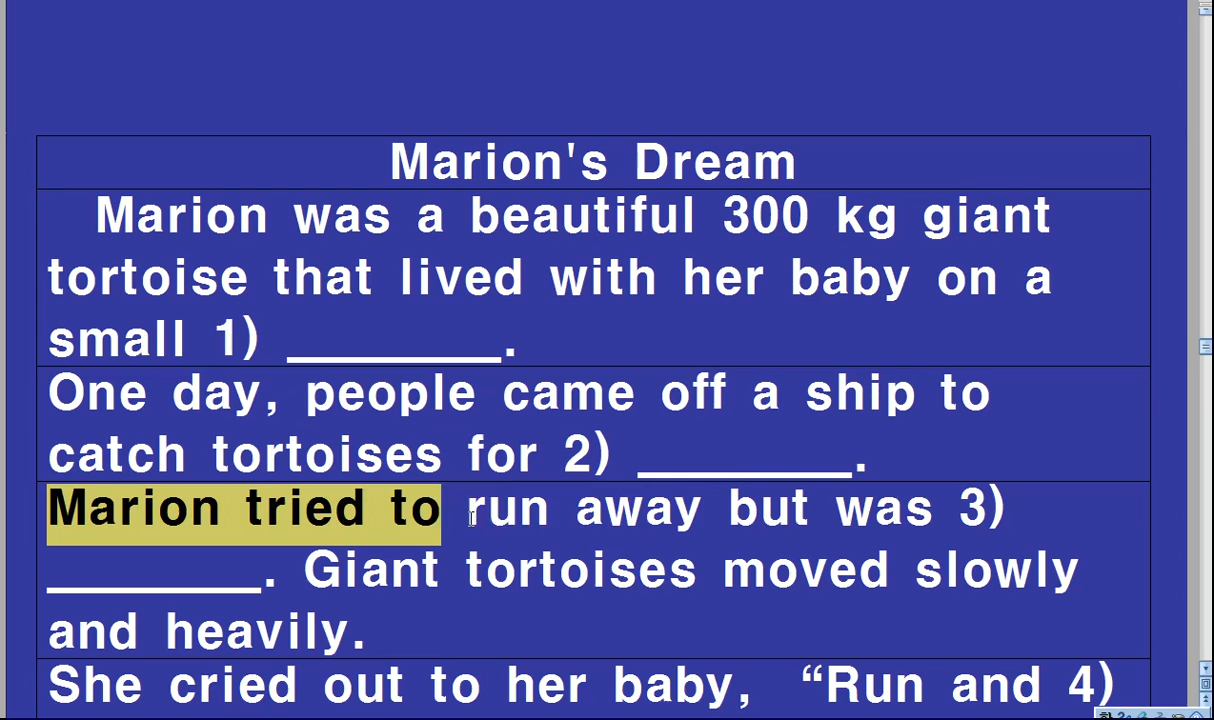 Marion's Dream
Marion was a beautiful 300 kg giant
tortoise that lived with her baby on a
small 1) ________.
One day, people came off a ship to
catch tortoises for 2) ________.
Marion tried to run away but was 3)
________. Giant tortoises moved slowly
and heavily.
She cried out to her baby, “Run and 4)